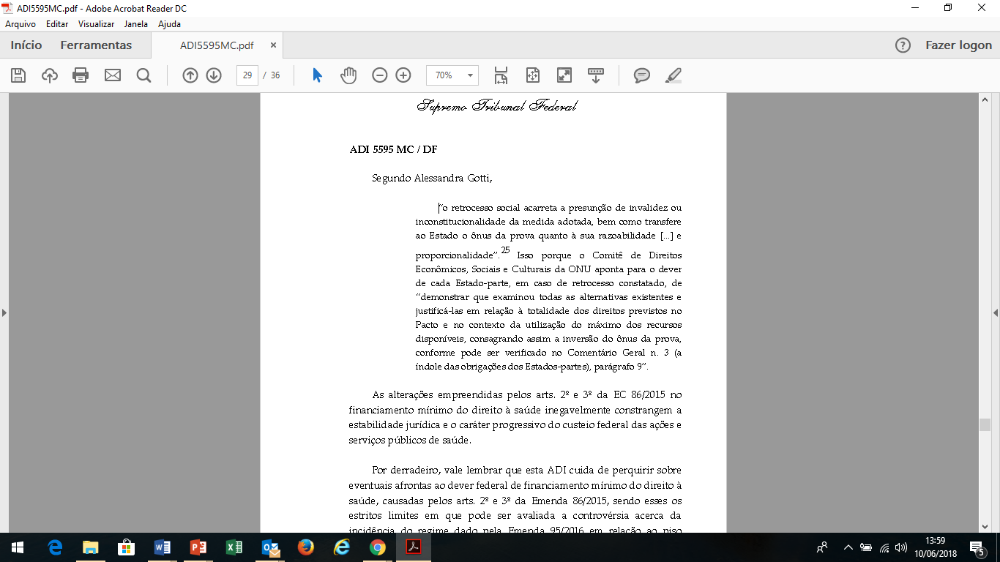 ADI5595MC.pdf - Adobe Acrobat Reader DC
Arquivo Editar Visualizar Janela Ajuda
Início Ferramentas ADI5595MC.pdf × Fazer logon
29 / 36 70%
Supremo Tribunal Federal
ADI 5595 MC / DF
Segundo Alessandra Gotti,
“o retrocesso social acarreta a presunção de invalidez ou
inconstitucionalidade da medida adotada, bem como transfere
ao Estado o ônus da prova quanto à sua razoabilidade [...] e
proporcionalidade”.25 Isso porque o Comitê de Direitos
Econômicos, Sociais e Culturais da ONU aponta para o dever
de cada Estado-parte, em caso de retrocesso constatado, de
“demonstrar que examinou todas as alternativas existentes e
justificá-las em relação à totalidade dos direitos previstos no
Pacto e no contexto da utilização do máximo dos recursos
disponíveis, consagrando assim a inversão do ônus da prova,
conforme pode ser verificado no Comentário Geral n. 3 (a
índole das obrigações dos Estados-partes), parágrafo 9”.
As alterações empreendidas pelos arts. 2º e 3º da EC 86/2015 no
financiamento mínimo do direito à saúde inegavelmente constrangem a
estabilidade jurídica e o caráter progressivo do custeio federal das ações e
serviços públicos de saúde.
Por derradeiro, vale lembrar que esta ADI cuida de perquirir sobre
eventuais afrontas ao dever federal de financiamento mínimo do direito à
saúde, causadas pelos arts. 2º e 3º da Emenda 86/2015, sendo esses os
estritos limites em que pode ser avaliada a controvérsia acerca da
incidência do regime dado pela Emenda 95/2016 em relação ao piso
13:59
10/06/2018
5